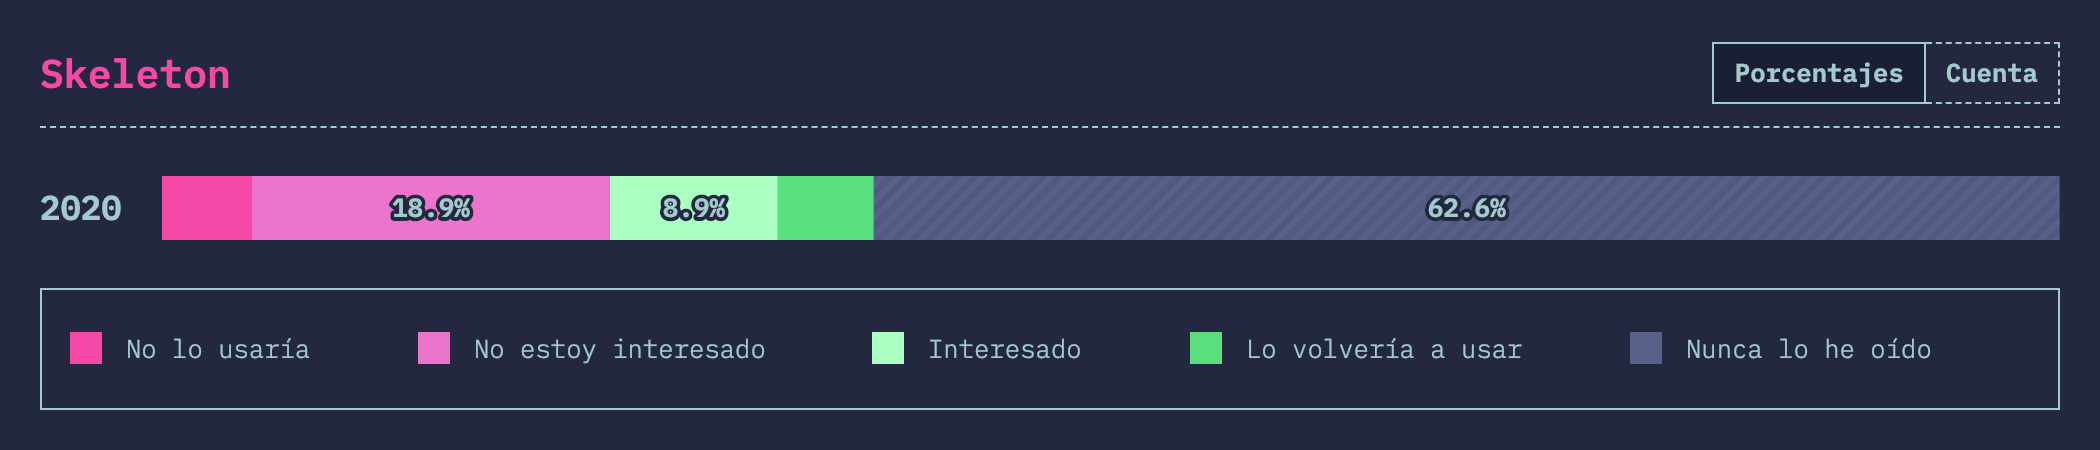 Skeleton
Porcentajes Cuenta
2020 18.9% 8.9% 62.6%
No lo usaría No estoy interesado Interesado Lo volvería a usar Nunca lo he oído